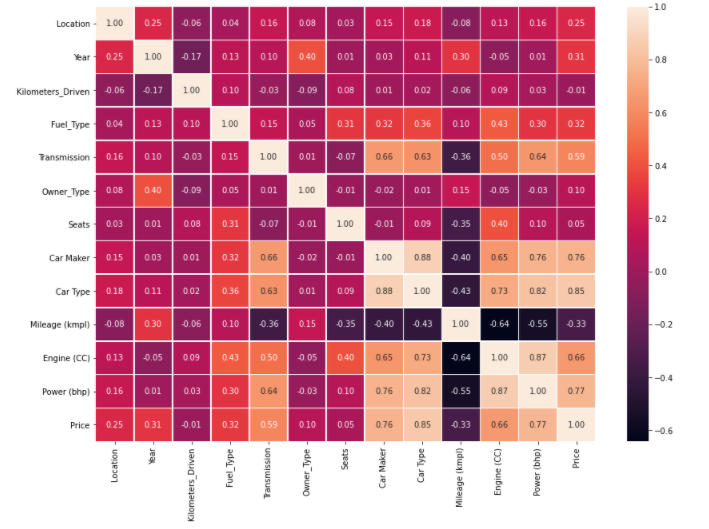 Location 1.00 0.25 -0.06 0.04 0.16 0.08 0.03 0.15 0.18 -0.08 0.13 0.16 0.25
Year 0.25 1.00 -0.17 0.13 0.10 0.40 0.01 0.03 0.11 0.30 -0.05 0.01 0.31
Kilometers_Driven -0.06 -0.17 1.00 0.10 -0.03 -0.09 0.08 0.01 0.02 -0.06 0.09 0.03 -0.01
Fuel_Type 0.04 0.13 0.10 1.00 0.15 0.05 0.31 0.32 0.36 0.10 0.43 0.30 0.32
Transmission 0.16 0.10 -0.03 0.15 1.00 0.01 -0.07 0.66 0.63 -0.36 0.50 0.64 0.59
Owner_Type 0.08 0.40 -0.09 0.05 0.01 1.00 -0.01 -0.02 0.01 0.15 -0.05 -0.03 0.10
Seats 0.03 0.01 0.08 0.31 -0.07 -0.01 1.00 -0.01 0.09 -0.35 0.40 0.10 0.05
Car Maker 0.15 0.03 0.01 0.32 0.66 -0.02 -0.01 1.00 0.88 -0.40 0.65 0.76 0.76
Car Type 0.18 0.11 0.02 0.36 0.63 0.01 0.09 0.88 1.00 -0.43 0.73 0.82 0.85
Mileage (kmpl) -0.08 0.30 -0.06 0.10 -0.36 0.15 -0.35 -0.40 -0.43 1.00 -0.64 -0.55 -0.33
Engine (CC) 0.13 -0.05 0.09 0.43 0.50 -0.05 0.40 0.65 0.73 -0.64 1.00 0.87 0.66
Power (bhp) 0.16 0.01 0.03 0.30 0.64 -0.03 0.10 0.76 0.82 -0.55 0.87 1.00 0.77
Price 0.25 0.31 -0.01 0.32 0.59 0.10 0.05 0.76 0.85 -0.33 0.66 0.77 1.00
Location
Year
Kilometers_Driven
Fuel_Type
Transmission
Owner_Type
Seats
Car Maker
Car Type
Mileage (kmpl)
Engine (CC)
Power (bhp)
Price
1.0
0.8
0.6
0.4
0.2
0.0
−0.2
−0.4
−0.6